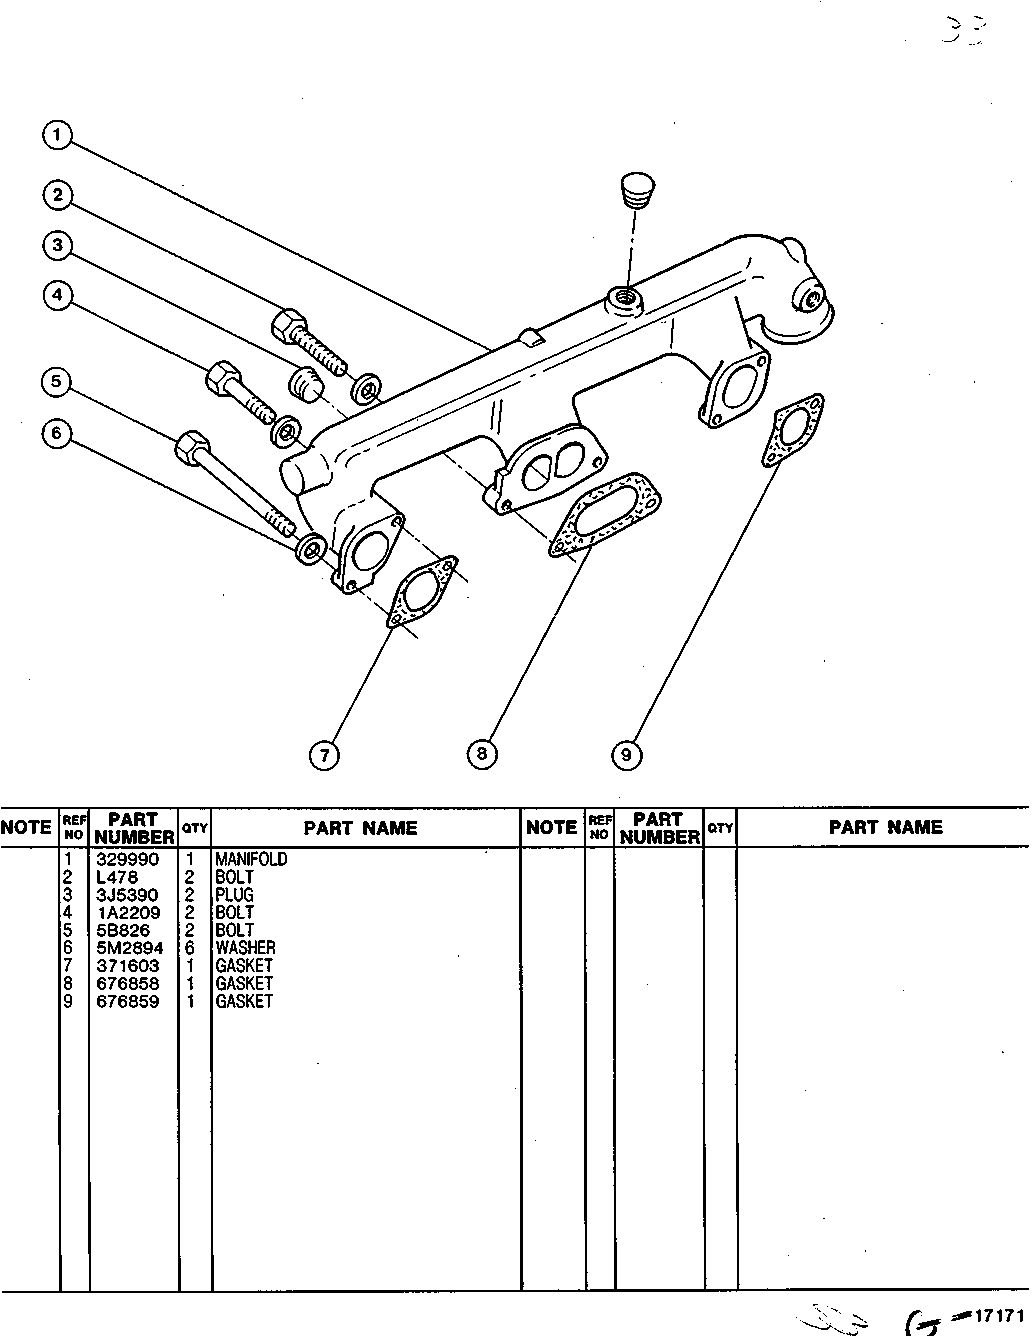 33
1
2
3
4
5
6
7
8
9
NOTE REF NO PART NUMBER QTY PART NAME NOTE REF NO PART NUMBER QTY PART NAME
1 329990 1 MANIFOLD
2 L478 2 BOLT
3 3J5390 2 PLUG
4 1A2209 2 BOLT
5 5B826 2 BOLT
6 5M2894 6 WASHER
7 371603 1 GASKET
8 676858 1 GASKET
9 676859 1 GASKET
17171